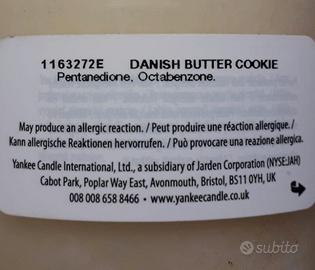 1163272E DANISH BUTTER COOKIE
Pentanedione, Octabenzone.
May produce an allergic reaction. / Peut produire une réaction allergique. /
Kann allergische Reaktionen hervorrufen. / Può provocare una reazione alergica.
Yankee Candle International, Ltd., a susidiary of Jarden Corporation (NYSE:JAH)
Cabot Park, Poplar Way East, Avonmouth, Bristol, BS11 0YH, UK
008 008 658 8466 • www.yankeecandle.co.uk
subito